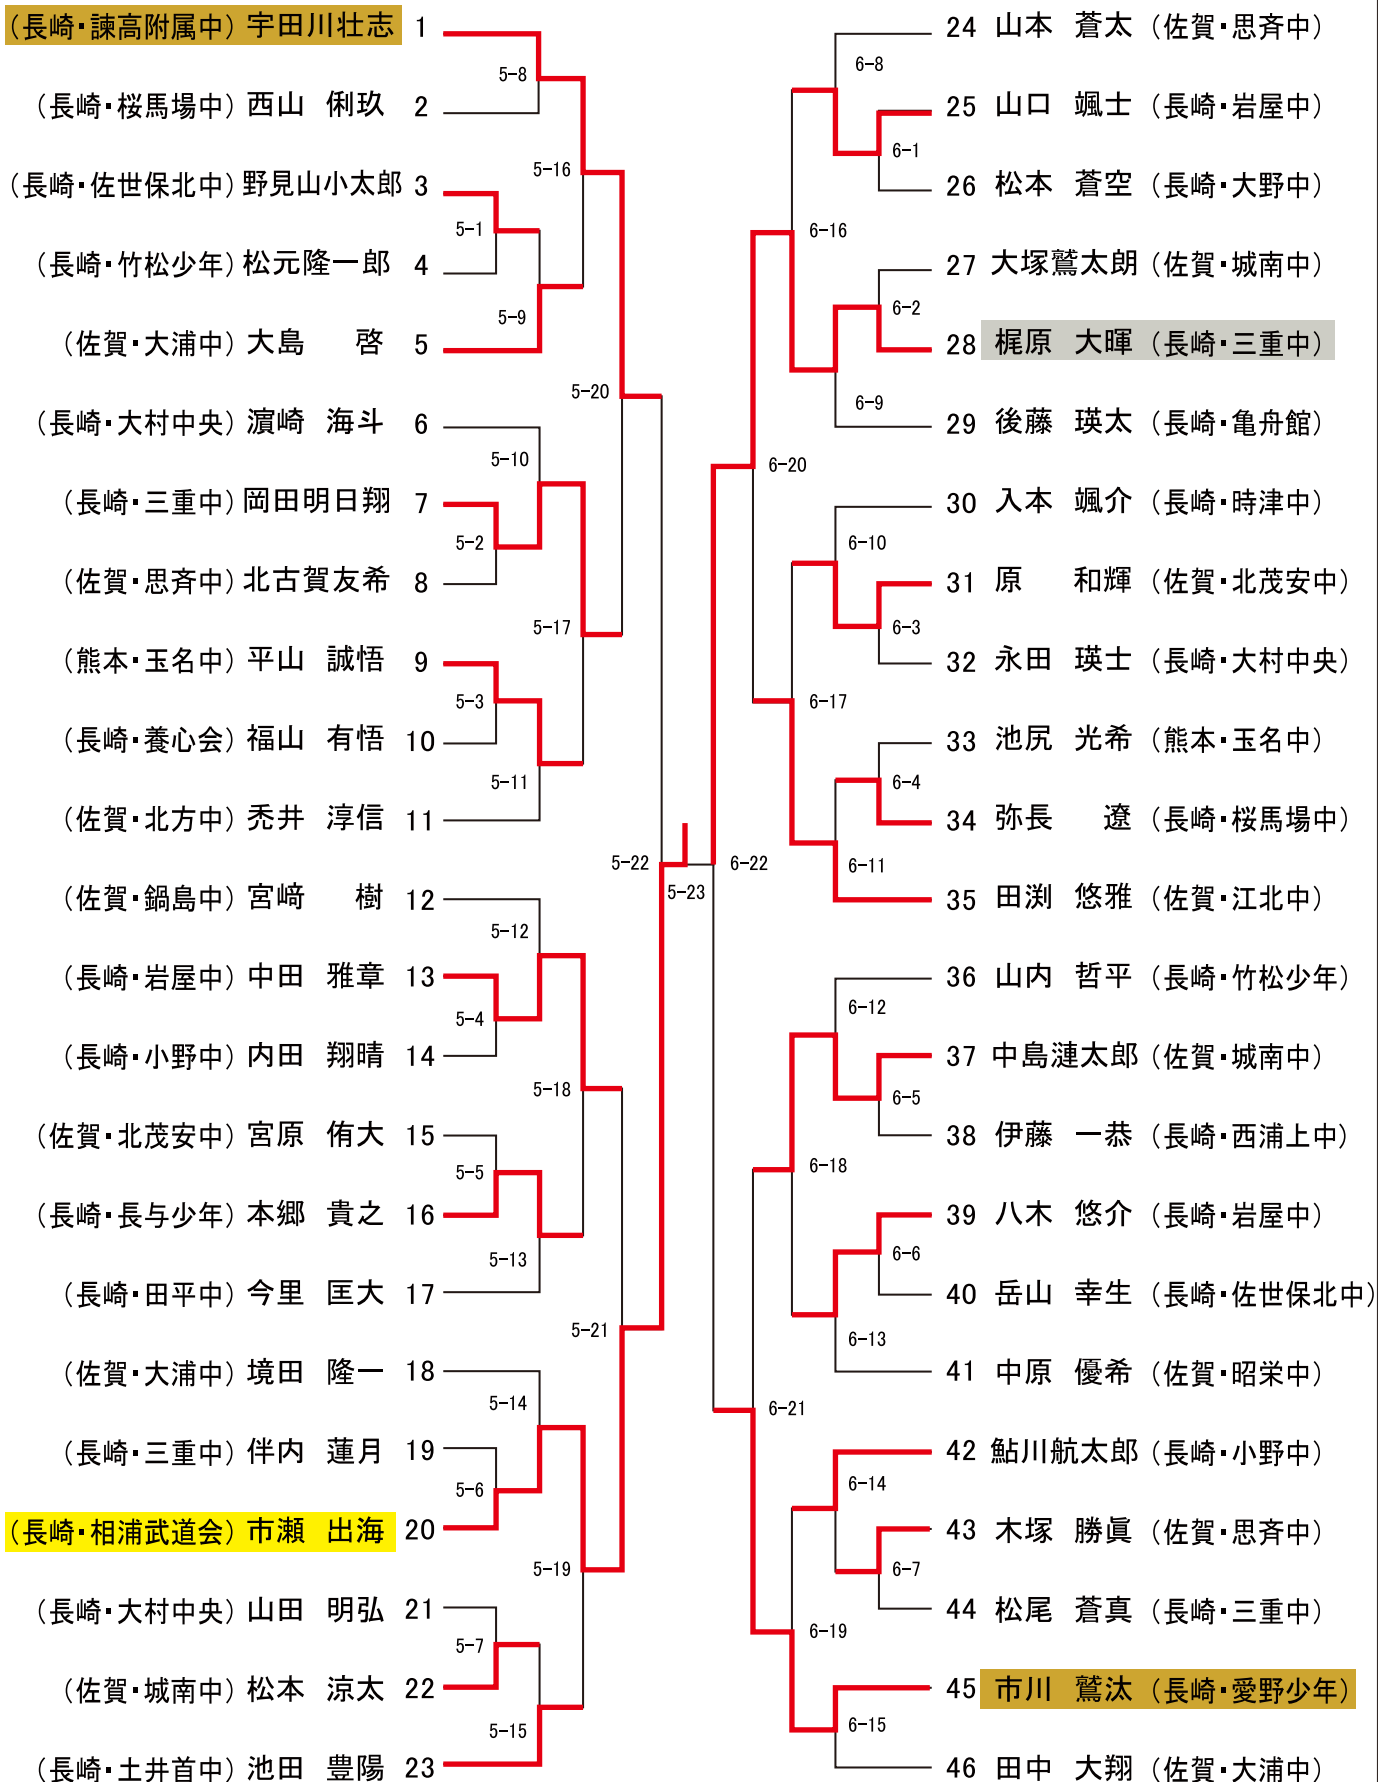 (長崎・諫高附属中) 宇田川壮志 1
(長崎・桜馬場中) 西山 俐玖 2
(長崎・佐世保北中) 野見山小太郎 3
(長崎・竹松少年) 松元隆一郎 4
(佐賀・大浦中) 大島 啓 5
(長崎・大村中央) 濵崎 海斗 6
(長崎・三重中) 岡田明日翔 7
(佐賀・思斉中) 北古賀友希 8
(熊本・玉名中) 平山 誠悟 9
(長崎・養心会) 福山 有悟 10
(佐賀・北方中) 禿井 淳信 11
(佐賀・鍋島中) 宮﨑 樹 12
(長崎・岩屋中) 中田 雅章 13
(長崎・小野中) 内田 翔晴 14
(佐賀・北茂安中) 宮原 侑大 15
(長崎・長与少年) 本郷 貴之 16
(長崎・田平中) 今里 匡大 17
(佐賀・大浦中) 境田 隆一 18
(長崎・三重中) 伴内 蓮月 19
(長崎・相浦武道会) 市瀬 出海 20
(長崎・大村中央) 山田 明弘 21
(佐賀・城南中) 松本 涼太 22
(長崎・土井首中) 池田 豊陽 23
5-8
5-16
5-1
5-9
5-20
5-10
5-2
5-17
5-3
5-11
5-22
5-23
5-12
5-4
5-18
5-5
5-13
5-21
5-14
5-6
5-19
5-7
5-15
24 山本 蒼太 (佐賀・思斉中)
25 山口 颯士 (長崎・岩屋中)
26 松本 蒼空 (長崎・大野中)
27 大塚鷲太朗 (佐賀・城南中)
28 梶原 大暉 (長崎・三重中)
29 後藤 瑛太 (長崎・亀舟館)
30 入本 颯介 (長崎・時津中)
31 原 和輝 (佐賀・北茂安中)
32 永田 瑛士 (長崎・大村中央)
33 池尻 光希 (熊本・玉名中)
34 弥長 遼 (長崎・桜馬場中)
35 田渕 悠雅 (佐賀・江北中)
36 山内 哲平 (長崎・竹松少年)
37 中島漣太郎 (佐賀・城南中)
38 伊藤 一恭 (長崎・西浦上中)
39 八木 悠介 (長崎・岩屋中)
40 岳山 幸生 (長崎・佐世保北中)
41 中原 優希 (佐賀・昭栄中)
42 鮎川航太郎 (長崎・小野中)
43 木塚 勝眞 (佐賀・思斉中)
44 松尾 蒼真 (長崎・三重中)
45 市川 鷲汰 (長崎・愛野少年)
46 田中 大翔 (佐賀・大浦中)
6-8
6-1
6-16
6-2
6-9
6-20
6-10
6-3
6-17
6-4
6-11
6-22
6-12
6-5
6-18
6-6
6-13
6-21
6-14
6-7
6-19
6-15